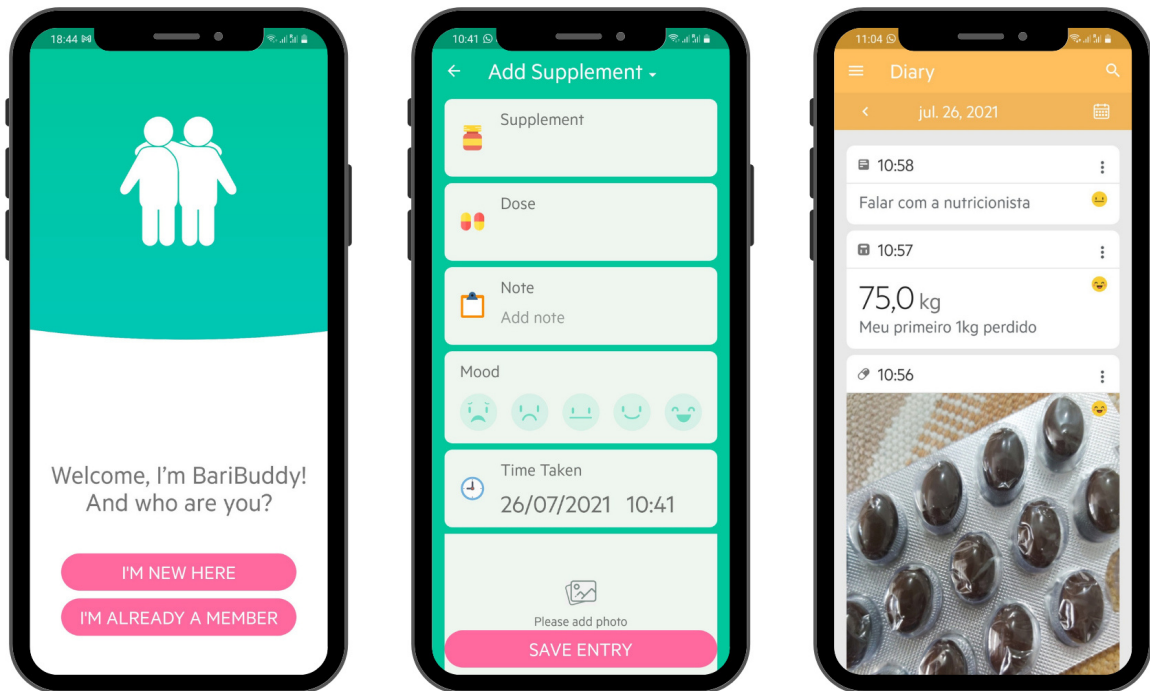 18:44
Welcome, I'm BariBuddy!
And who are you?
I'M NEW HERE
I'M ALREADY A MEMBER
10:41
Add Supplement
Supplement
Dose
Note
Add note
Mood
Time Taken
26/07/2021 10:41
Please add photo
SAVE ENTRY
11:04
Diary
jul. 26, 2021
10:58
Falar com a nutricionista
10:57
75,0 kg
Meu primeiro 1kg perdido
10:56